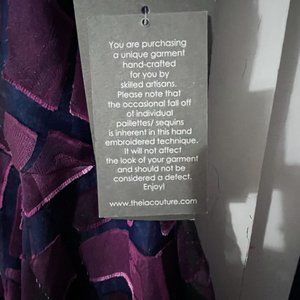 You are purchasing
a unique garment
hand-crafted
for you by
skilled artisans.
Please note that
the occasional fall off
of individual
paillettes/ sequins
is inherent in this hand
embroidered technique.
It will not affect
the look of your garment
and should not be
considered a defect.
Enjoy!
www.theiacouture.com